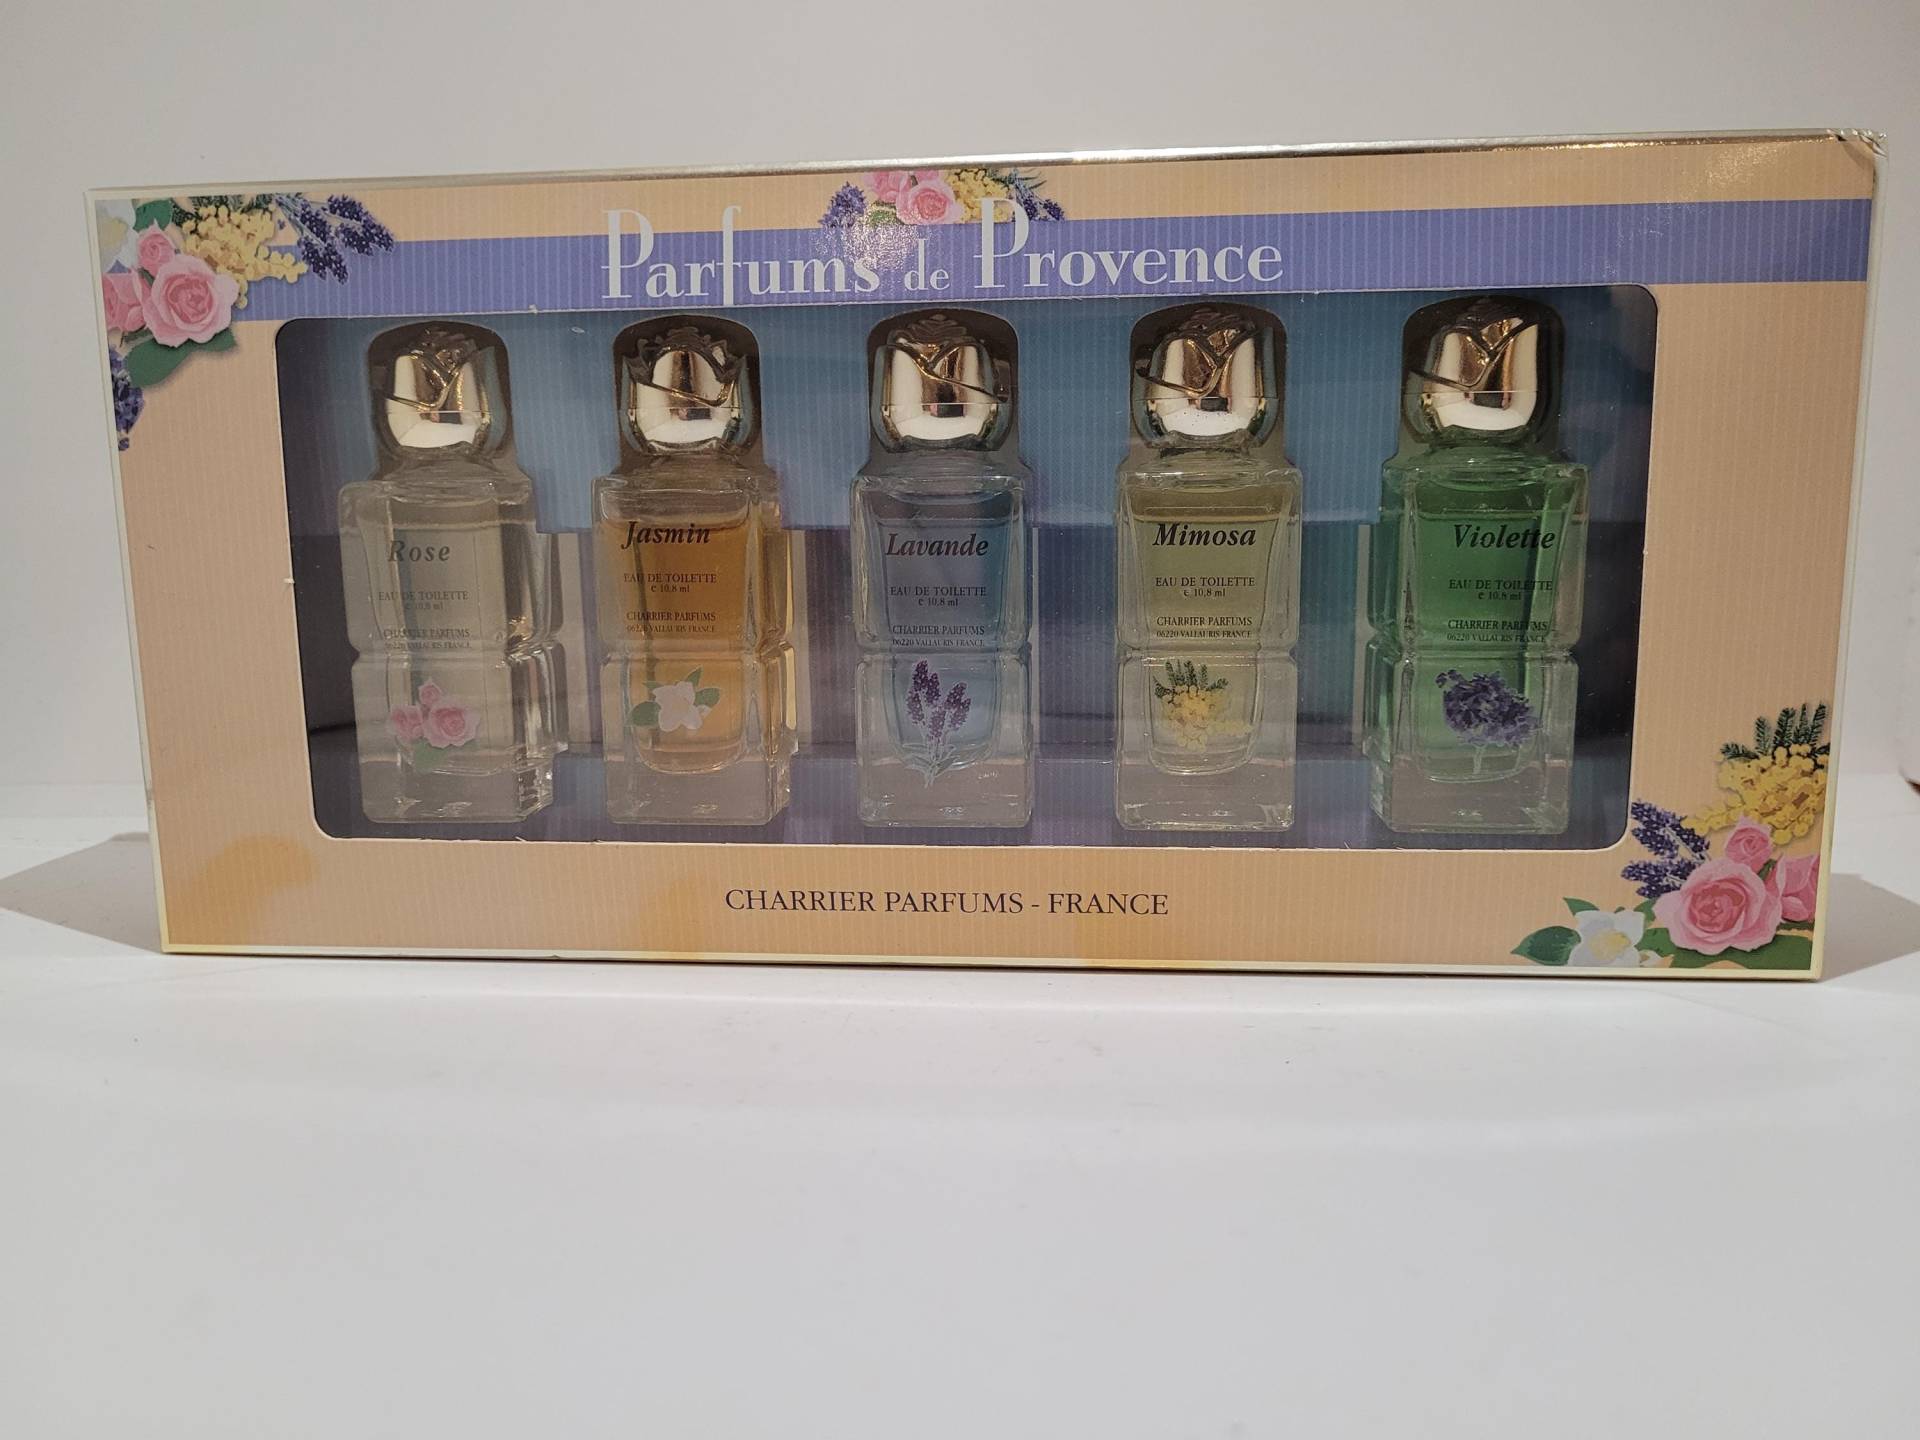 Parfums de Provence
Rose
EAU DE TOILETTE
e 10,8 ml
CHARRIER PARFUMS
06220 VALLAURIS FRANCE
Jasmin
EAU DE TOILETTE
e 10,8 ml
CHARRIER PARFUMS
06220 VALLAURIS FRANCE
Lavande
EAU DE TOILETTE
e 10,8 ml
CHARRIER PARFUMS
06220 VALLAURIS FRANCE
Mimosa
EAU DE TOILETTE
e 10,8 ml
CHARRIER PARFUMS
06220 VALLAURIS FRANCE
Violette
EAU DE TOILETTE
e 10,8 ml
CHARRIER PARFUMS
06220 VALLAURIS FRANCE
CHARRIER PARFUMS - FRANCE